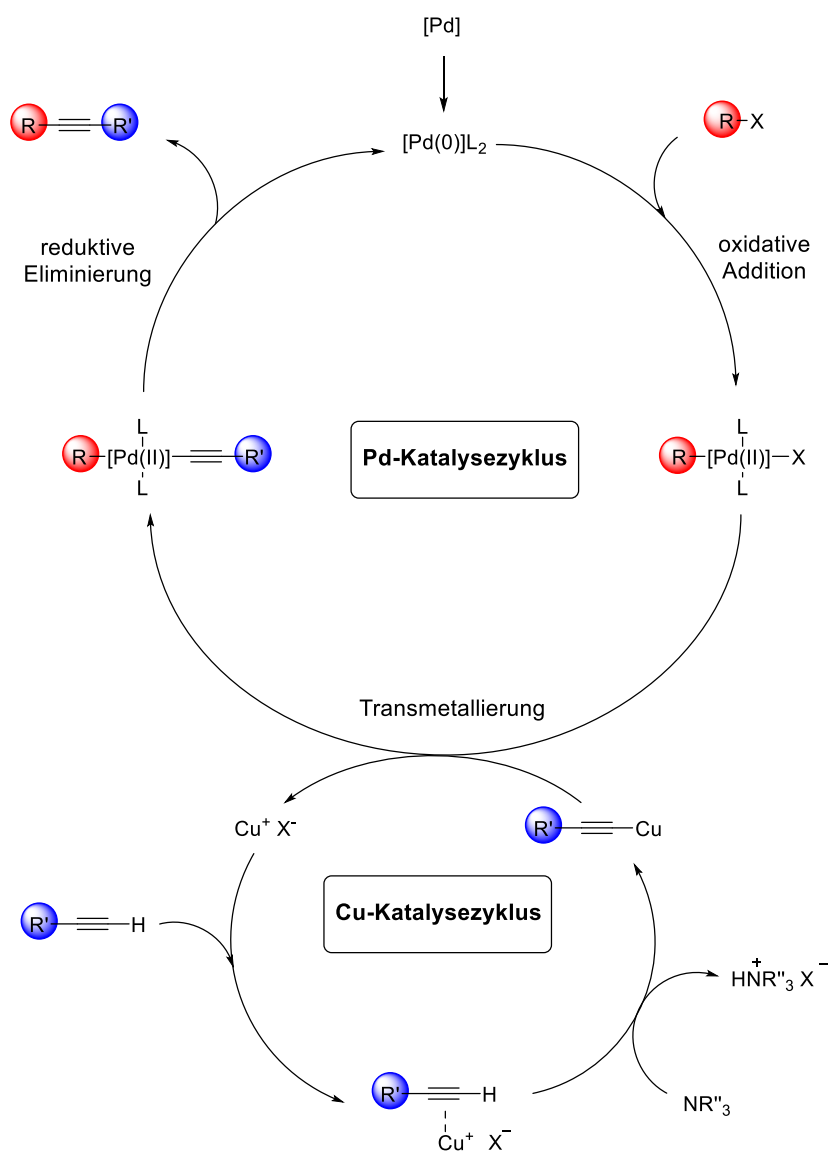 [Pd]
R≡R'
[Pd(0)]L₂
R-X
reduktive
Eliminierung
oxidative
Addition
L
R-[Pd(II)]-≡-R'
L
Pd-Katalysezyklus
L
R-[Pd(II)]-X
L
Transmetallierung
Cu⁺ X⁻
R'-≡-Cu
Cu-Katalysezyklus
R'-≡-H
HN⁺R"₃ X⁻
R'-≡-H
Cu⁺ X⁻
NR"₃